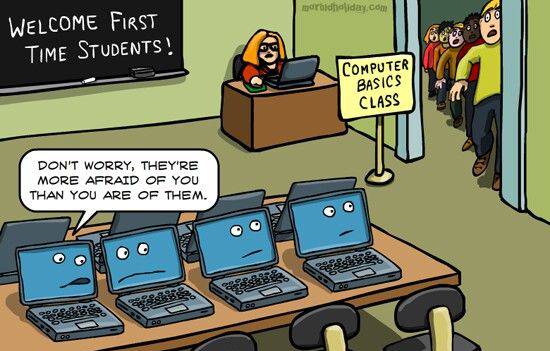 WELCOME FIRST
TIME STUDENTS!
morbidholiday.com
COMPUTER
BASICS
CLASS
DON'T WORRY, THEY'RE
MORE AFRAID OF YOU
THAN YOU ARE OF THEM.